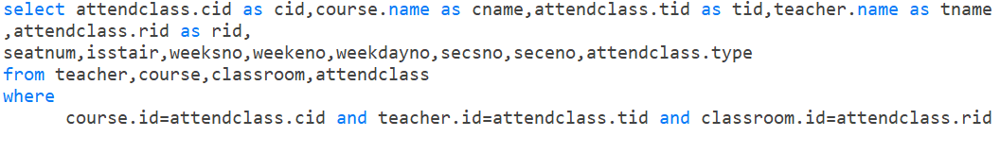 select attendclass.cid as cid,course.name as cname,attendclass.tid as tid,teacher.name as tname
,attendclass.rid as rid,
seatnum,isstair,weeksno,weekeno,weekdayno,secsno,seceno,attendclass.type
from teacher,course,classroom,attendclass
where
course.id=attendclass.cid and teacher.id=attendclass.tid and classroom.id=attendclass.rid